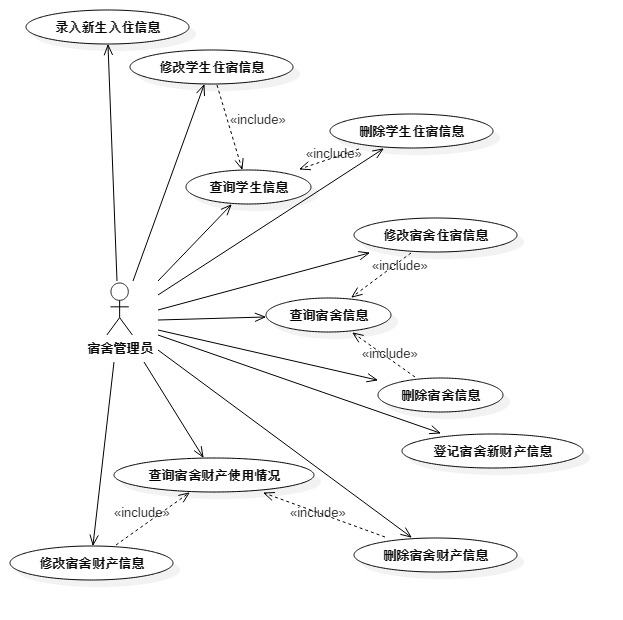 录入新生入住信息
修改学生住宿信息
«include»
删除学生住宿信息
«include»
查询学生信息
修改宿舍住宿信息
«include»
查询宿舍信息
宿舍管理员
«include»
删除宿舍信息
登记宿舍新财产信息
查询宿舍财产使用情况
«include»
«include»
修改宿舍财产信息
删除宿舍财产信息